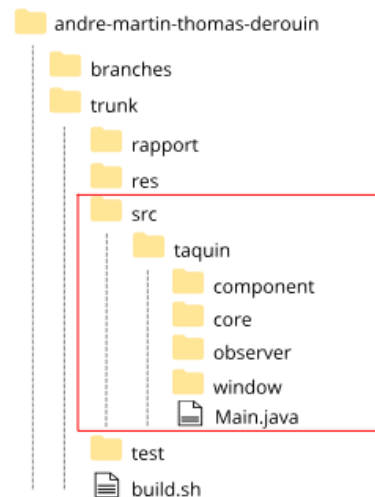 andre-martin-thomas-derouin
branches
trunk
rapport
res
src
taquin
component
core
observer
window
Main.java
test
build.sh